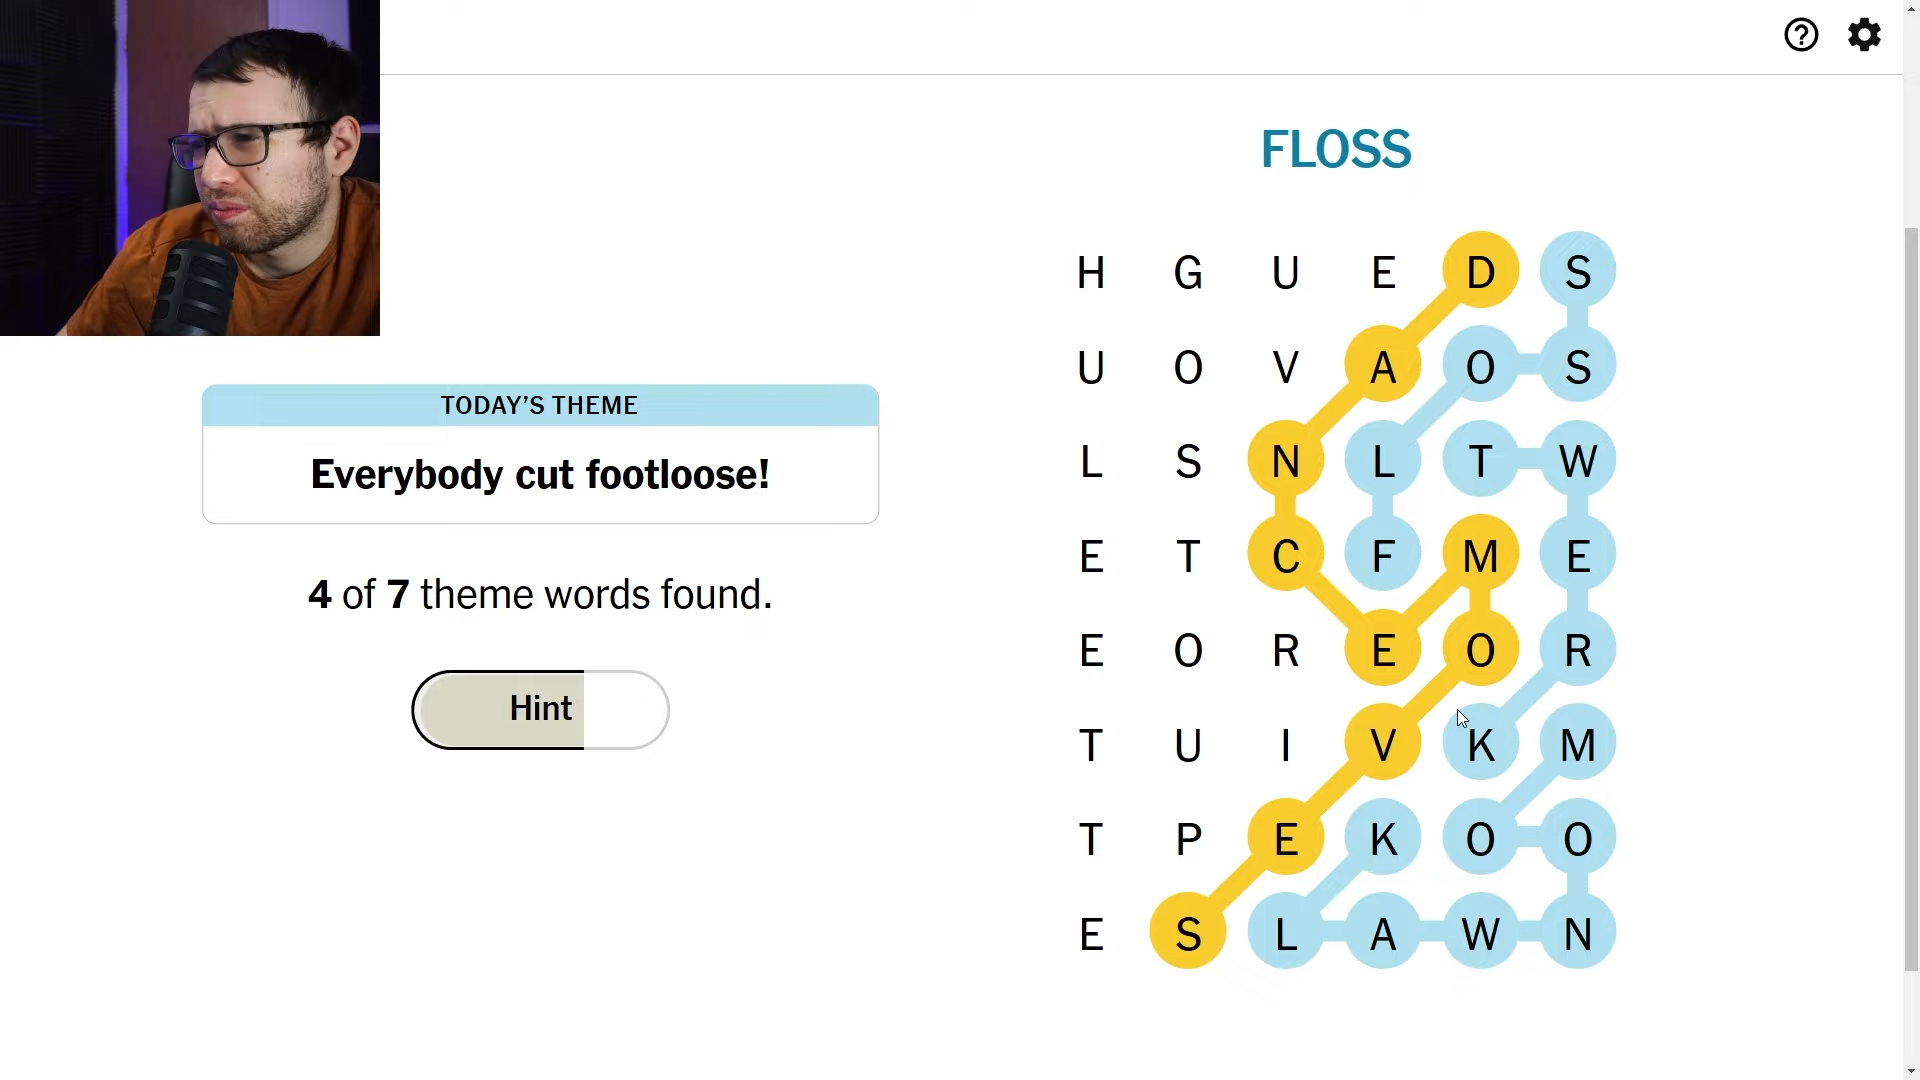 FLOSS
TODAY'S THEME
Everybody cut footloose!
4 of 7 theme words found.
Hint
H G U E D S
U O V A O S
L S N L T W
E T C F M E
E O R E O R
T U I V K M
T P E K O O
E S L A W N